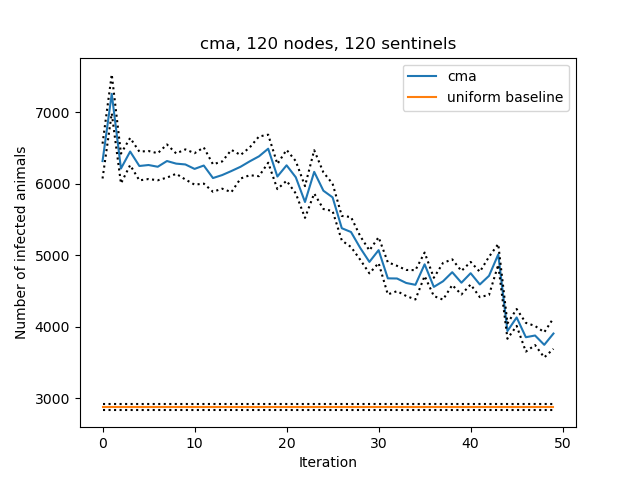 cma, 120 nodes, 120 sentinels
cma
uniform baseline
7000
6000
5000
4000
3000
Number of infected animals
0 10 20 30 40 50
Iteration